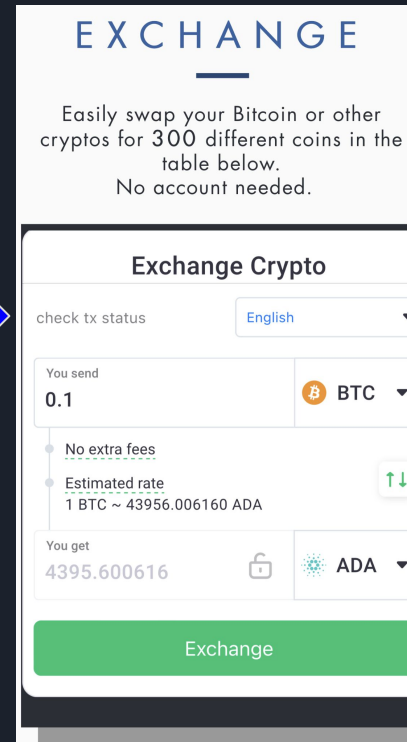 EXCHANGE
Easily swap your Bitcoin or other
cryptos for 300 different coins in the
table below.
No account needed.
Exchange Crypto
check tx status
English
You send
0.1
BTC
No extra fees
Estimated rate
1 BTC ~ 43956.006160 ADA
You get
4395.600616
ADA
Exchange